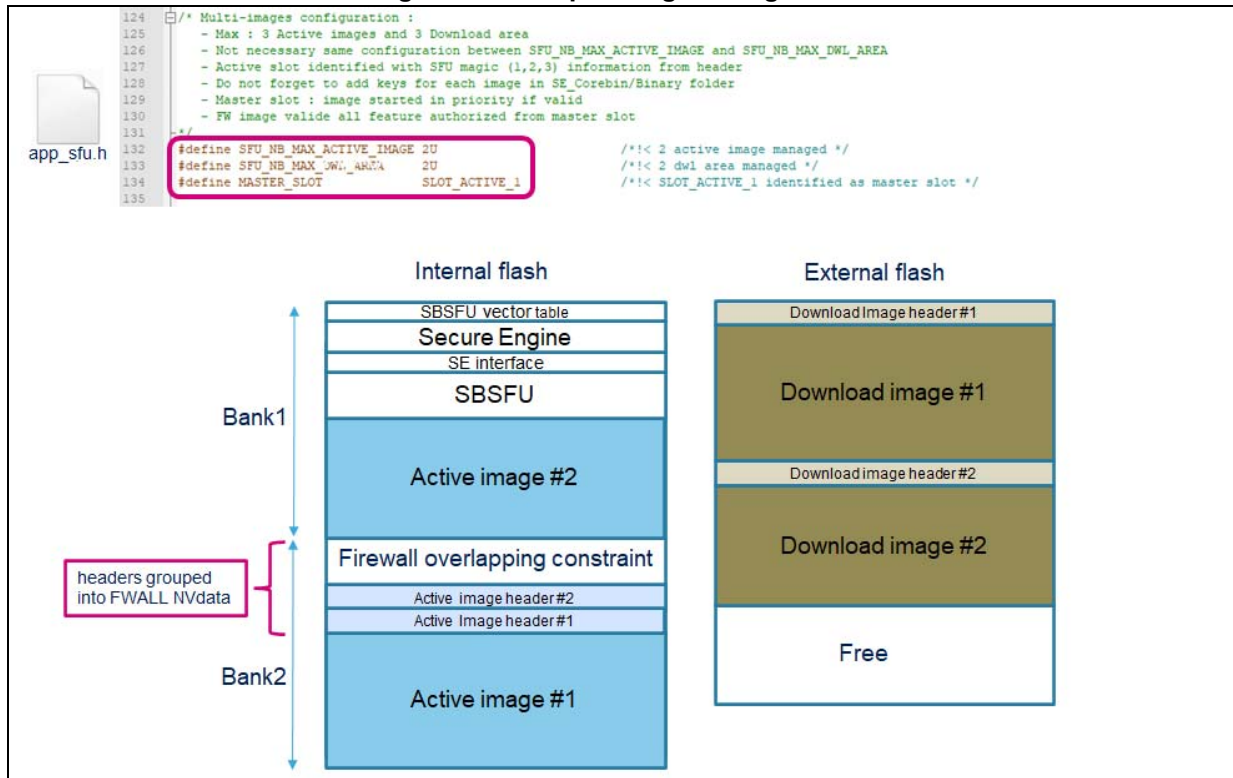 124 /* Multi-images configuration :
125 - Max : 3 Active images and 3 Download area
126 - Not necessary same configuration between SFU_NB_MAX_ACTIVE_IMAGE and SFU_NB_MAX_DWL_AREA
127 - Active slot identified with SFU magic (1,2,3) information from header
128 - Do not forget to add keys for each image in SE_Corebin/Binary folder
129 - Master slot : image started in priority if valid
130 - FW image valide all feature authorized from master slot
131 */
132 #define SFU_NB_MAX_ACTIVE_IMAGE 2U /*!< 2 active image managed */
133 #define SFU_NB_MAX_DWL_AREA 2U /*!< 2 dwl area managed */
134 #define MASTER_SLOT SLOT_ACTIVE_1 /*!< SLOT_ACTIVE_1 identified as master slot */
135
app_sfu.h
Internal flash
SBSFU vector table
Secure Engine
SE interface
SBSFU
Bank1
Active image #2
Firewall overlapping constraint
headers grouped
into FWALL NVdata
Active image header#2
Active Image header#1
Bank2
Active image #1
External flash
Download Image header#1
Download image #1
Download image header#2
Download image #2
Free